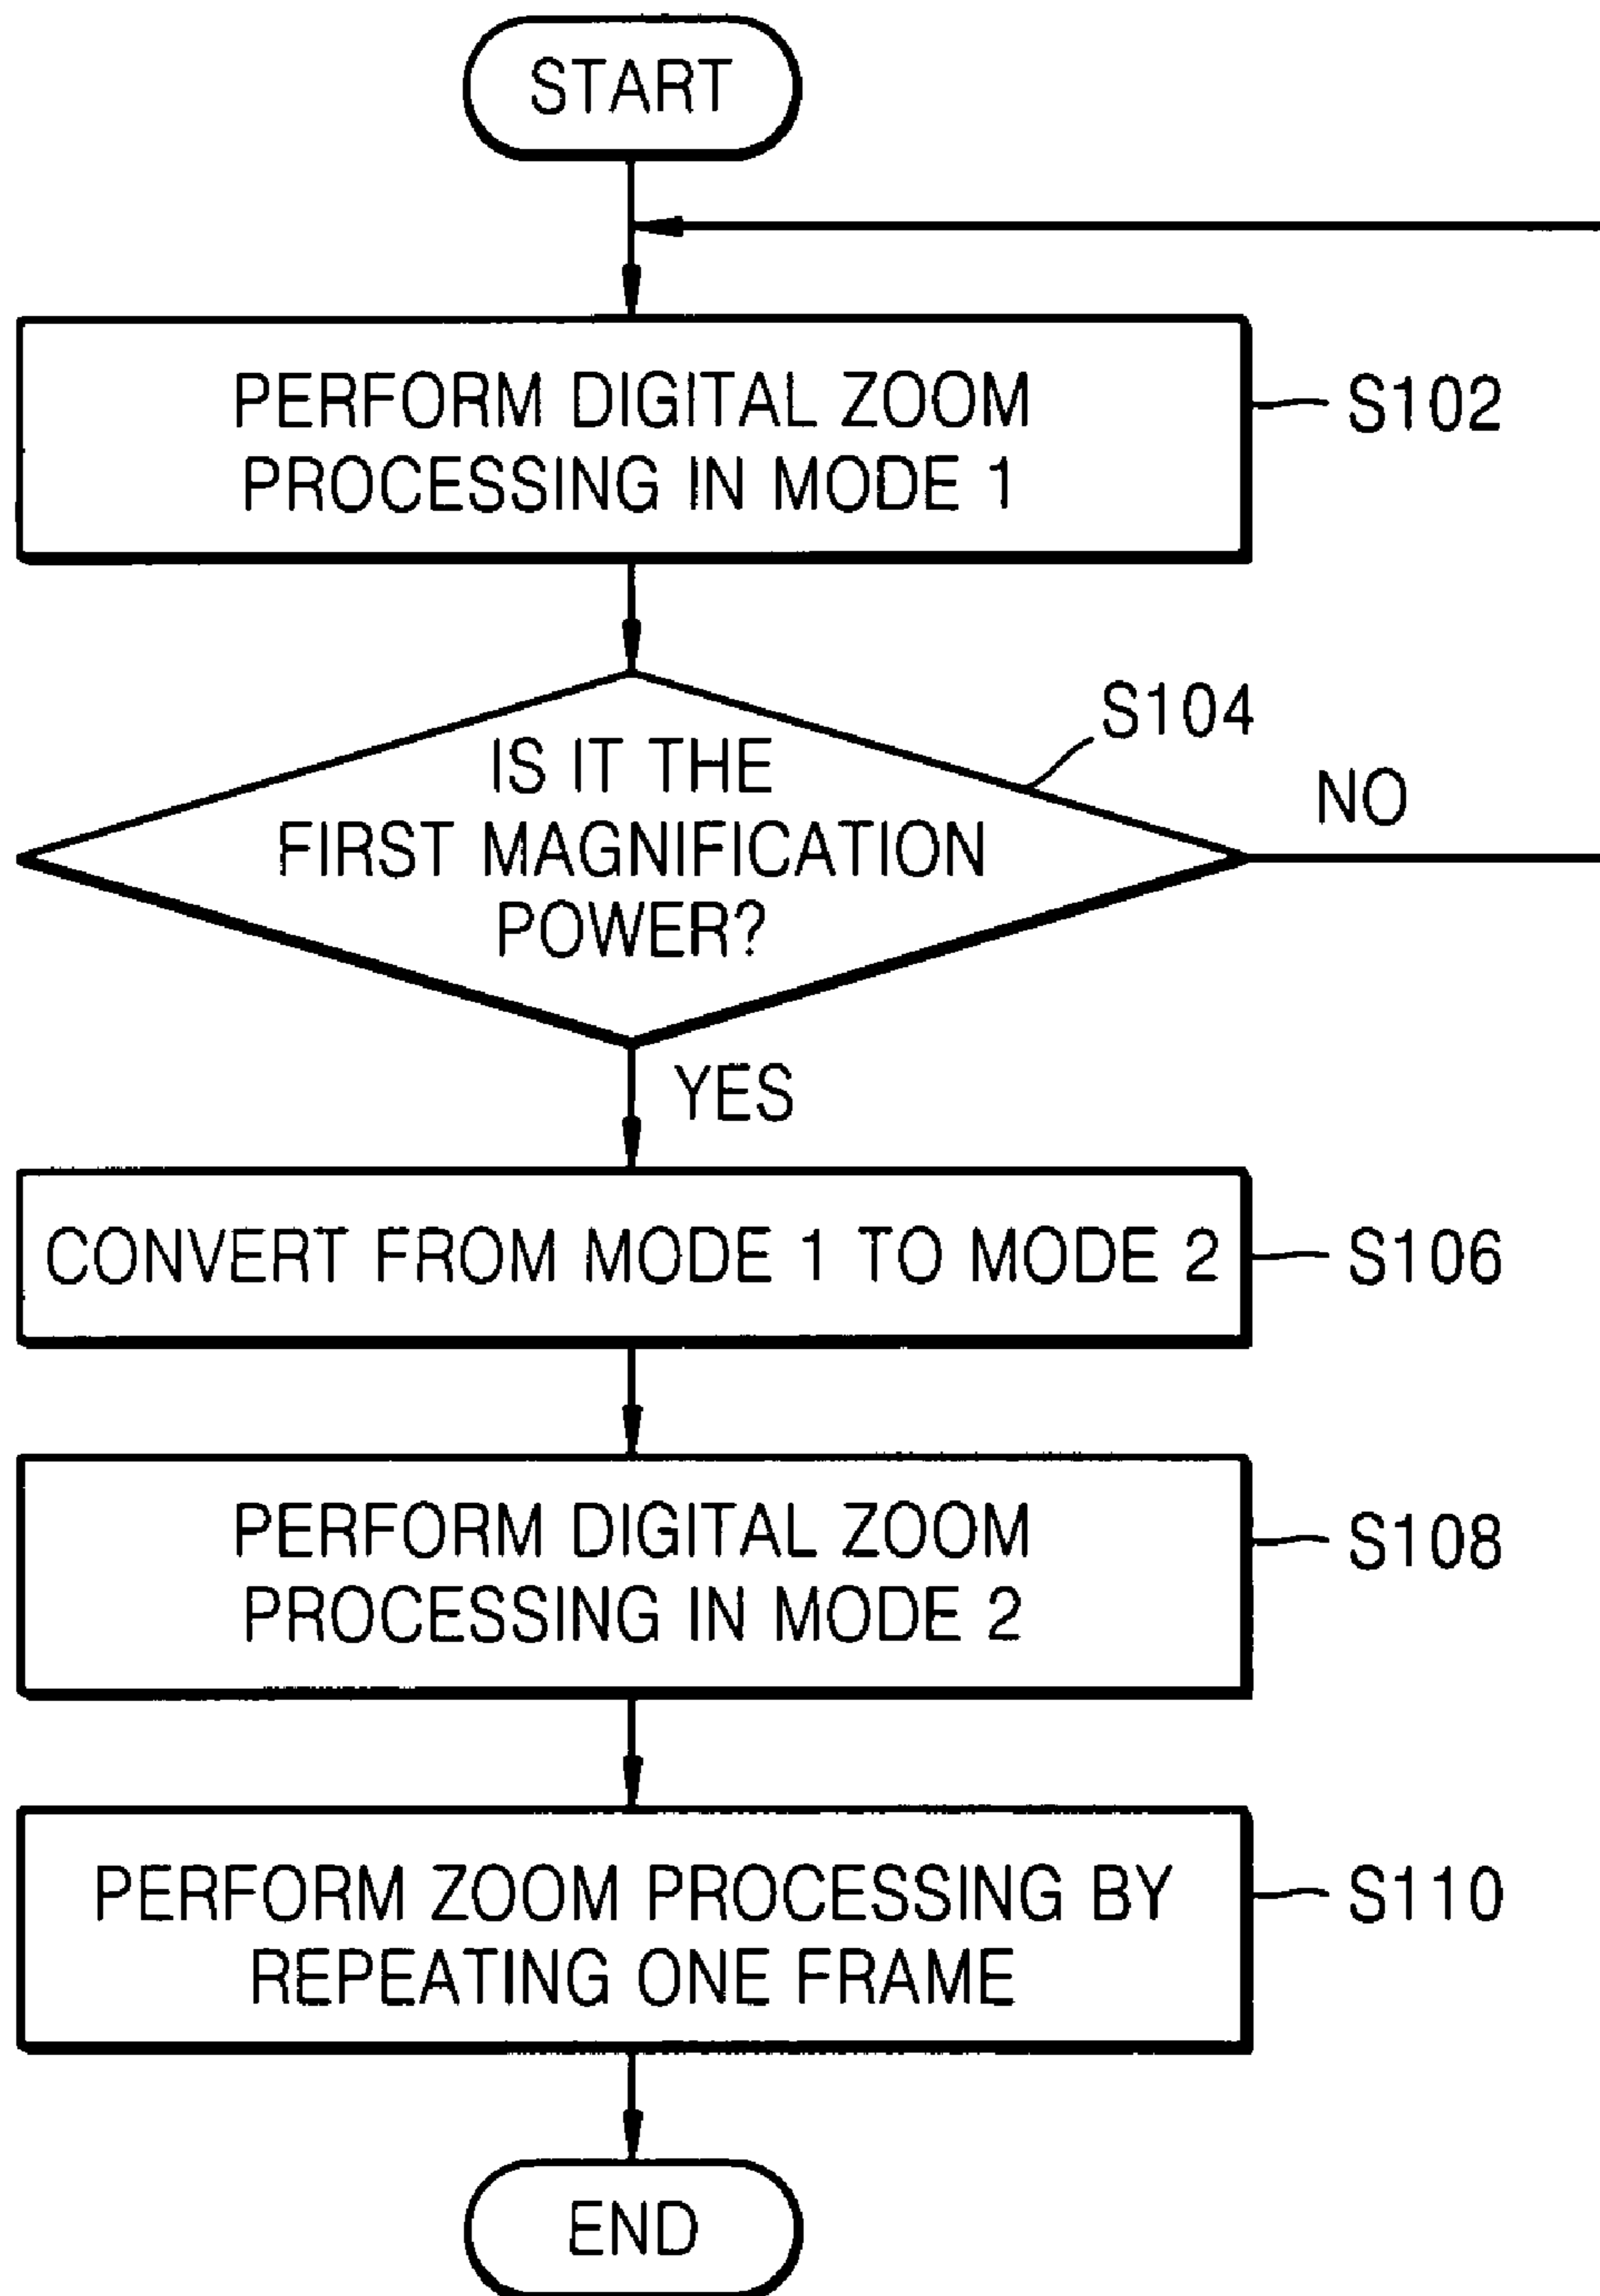 START
PERFORM DIGITAL ZOOM
PROCESSING IN MODE 1
S102
S104
IS IT THE
FIRST MAGNIFICATION
POWER?
NO
YES
CONVERT FROM MODE 1 TO MODE 2
S106
PERFORM DIGITAL ZOOM
PROCESSING IN MODE 2
S108
PERFORM ZOOM PROCESSING BY
REPEATING ONE FRAME
S110
END